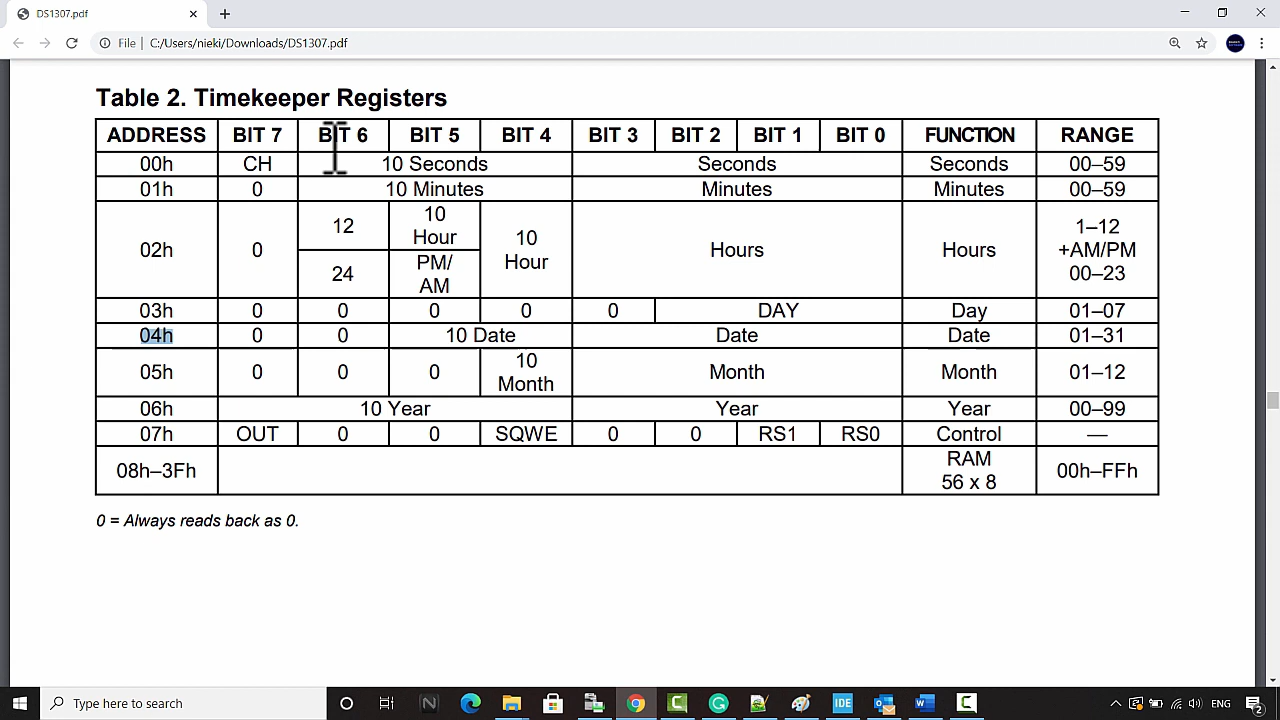 DS1307.pdf
File C:/Users/nieki/Downloads/DS1307.pdf
Table 2. Timekeeper Registers
ADDRESS BIT 7 BIT 6 BIT 5 BIT 4 BIT 3 BIT 2 BIT 1 BIT 0 FUNCTION RANGE
00h CH 10 Seconds Seconds Seconds 00–59
01h 0 10 Minutes Minutes Minutes 00–59
02h 0 12 10 Hour 10 Hour Hours Hours 1–12 +AM/PM 00–23
24 PM/AM
03h 0 0 0 0 0 DAY Day 01–07
04h 0 0 10 Date Date Date 01–31
05h 0 0 0 10 Month Month Month 01–12
06h 10 Year Year Year 00–99
07h OUT 0 0 SQWE 0 0 RS1 RS0 Control —
08h–3Fh RAM 56 x 8 00h–FFh
0 = Always reads back as 0.
Type here to search
IDE
ENG
2